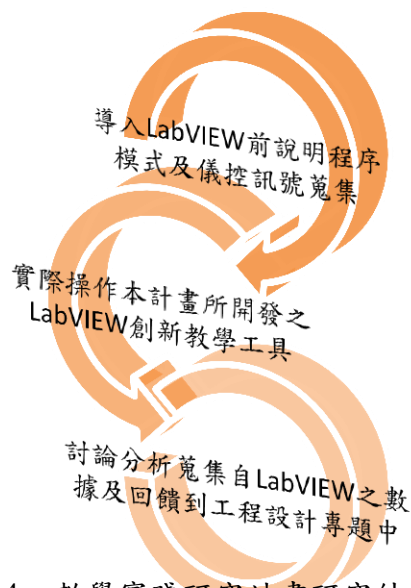 導入LabVIEW前說明程序
模式及儀控訊號蒐集
實際操作本計畫所開發之
LabVIEW創新教學工具
討論分析蒐集自LabVIEW之數
據及回饋到工程設計專題中